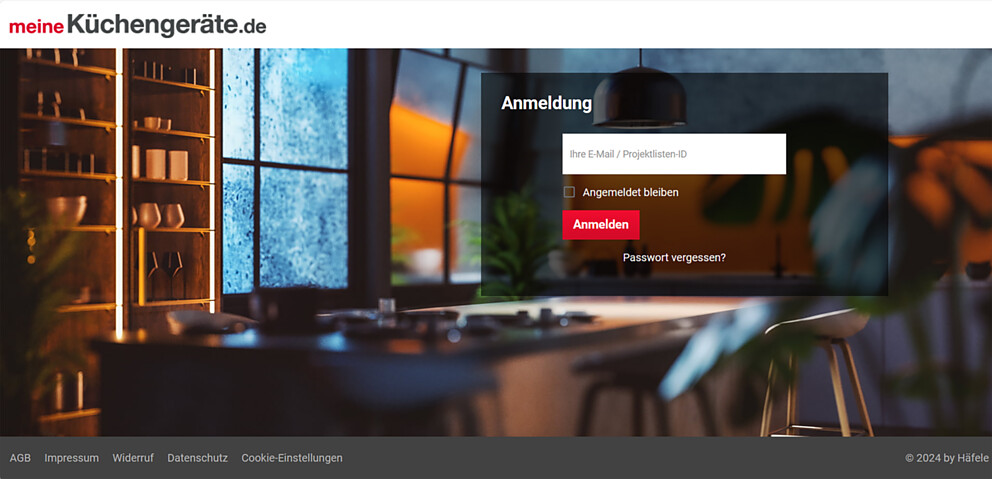 meineKüchengeräte.de
Anmeldung
Ihre E-Mail / Projektlisten-ID
Angemeldet bleiben
Anmelden
Passwort vergessen?
AGB Impressum Widerruf Datenschutz Cookie-Einstellungen © 2024 by Häfele